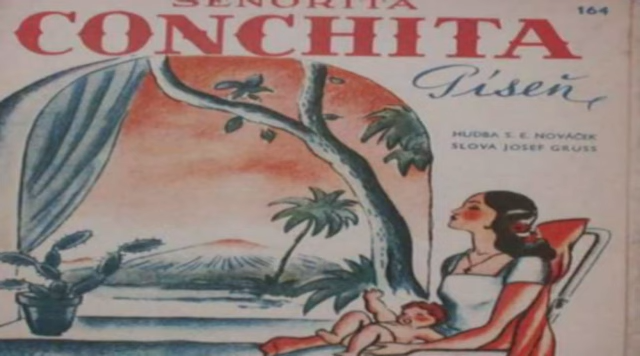 SEÑORITA
164
CONCHITA
Píseň
HUDBA S. E. NOVÁČEK
SLOVA JOSEF GRUSS